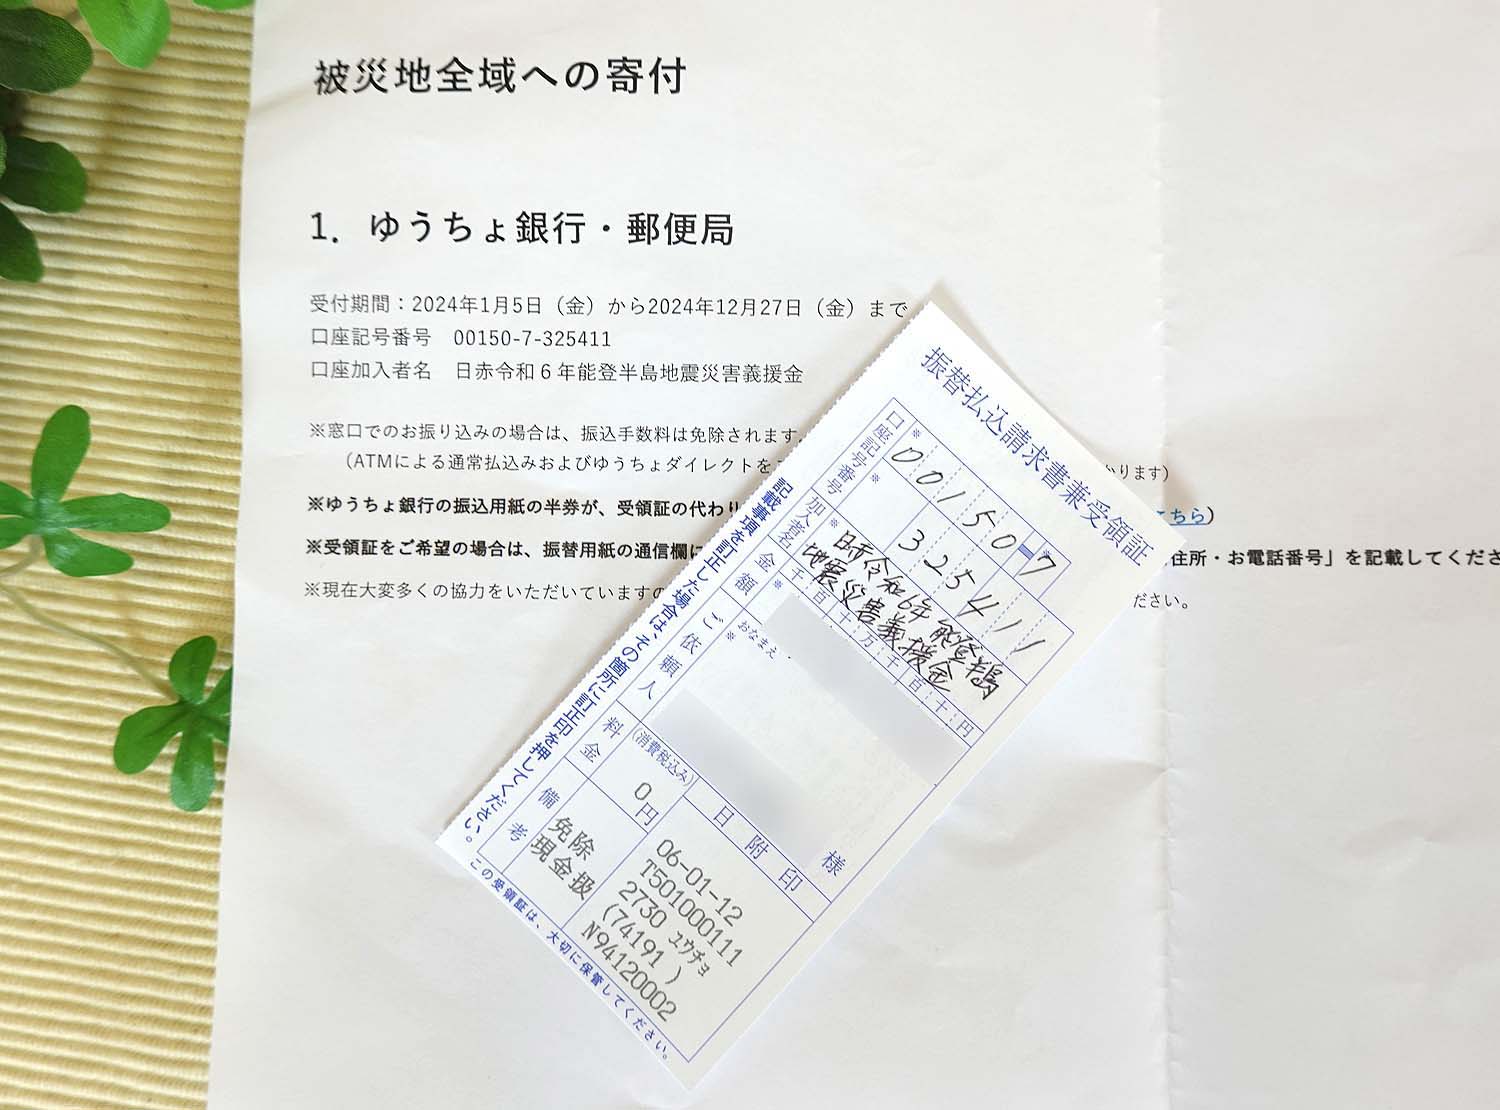 被災地全域への寄付
1. ゆうちょ銀行・郵便局
受付期間：2024年1月5日（金）から2024年12月27日（金）まで
口座記号番号 00150-7-325411
口座加入者名 日赤令和６年能登半島地震災害義援金
※窓口でのお振り込みの場合は、振込手数料は免除されます
（ATMによる通常払込みおよびゆうちょダイレクトを
かります）
※ゆうちょ銀行の振込用紙の半券が、受領証の代わり
こちら）
※受領証をご希望の場合は、振替用紙の通信欄に
住所・お電話番号」を記載してくださ
※現在大変多くの協力をいただいていますの
ださい。
振替払込請求書兼受領証
口座記号番号
※
00150-7
※
※
325411
加入者名
※
日赤令和6年能登半島
地震災害義援金
金額
※
千百十万千百十円
ご依頼人
おなまえ
※
様
料金
（消費税込み）
0円
日附印
06-01-12
T501000111
2730 ﾕｳﾁｮ
(74191 )
N94120002
備考
免除
現金扱
記載事項を訂正した場合は、その箇所に訂正印を押してください。
この受領証は、大切に保管してください。